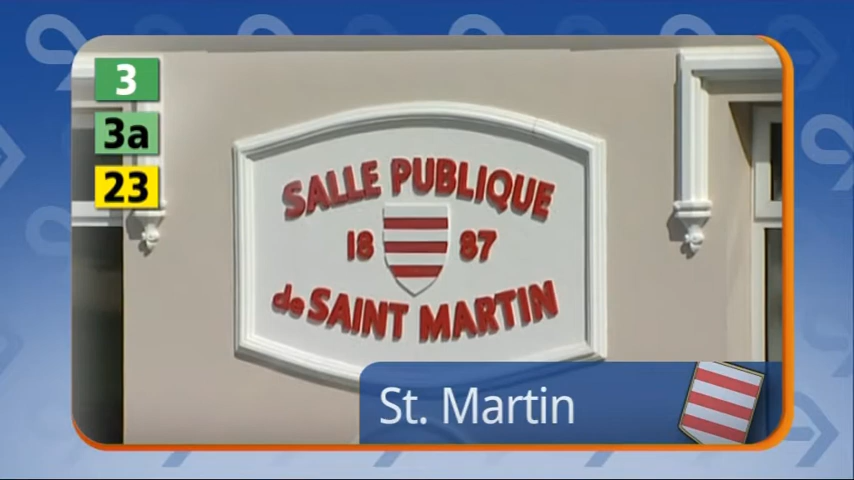 3
3a
23
SALLE PUBLIQUE
18 87
de SAINT MARTIN
St. Martin